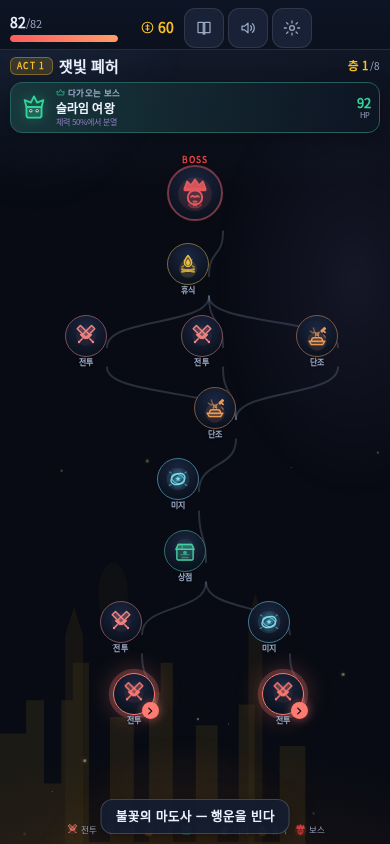 82/82
60
ACT 1 잿빛 폐허 층 1/8
다가오는 보스
슬라임 여왕
체력 50%에서 분열
92
HP
BOSS
휴식
전투 전투 단조
단조
미지
상점
전투 미지
전투 전투
불꽃의 마도사 — 행운을 빈다
전투 보스